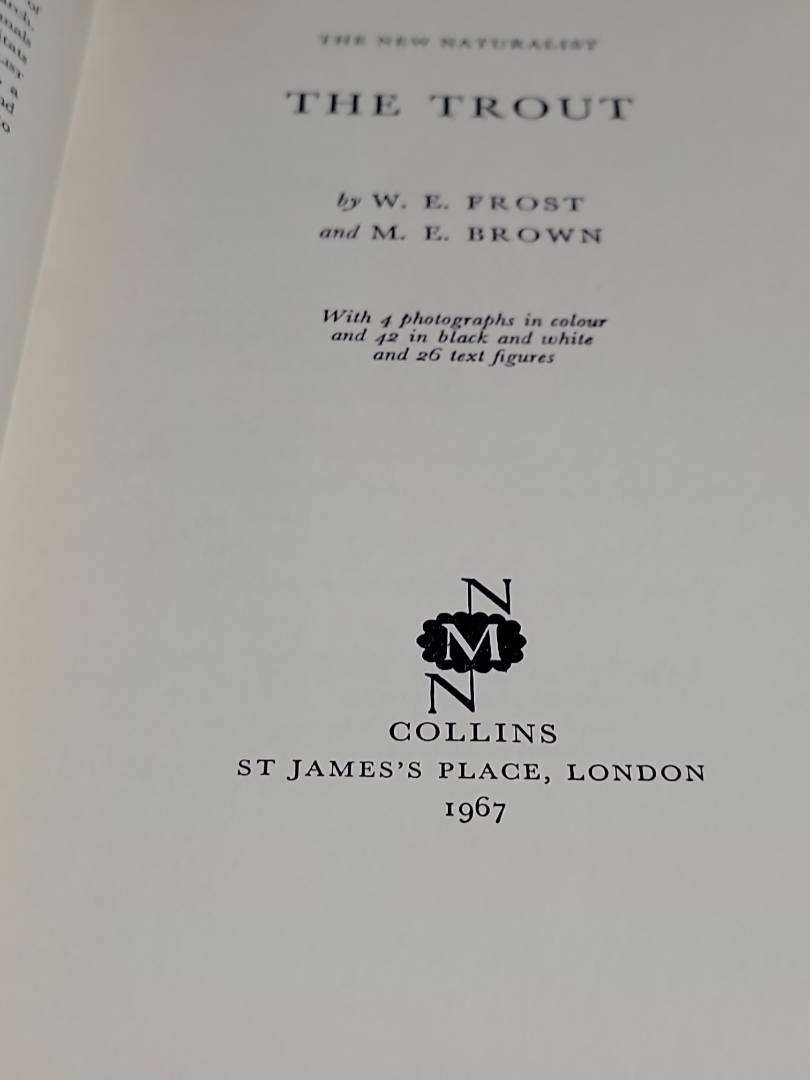 THE NEW NATURALIST
THE TROUT
by W. E. FROST
and M. E. BROWN
With 4 photographs in colour
and 42 in black and white
and 26 text figures
N
M
N
COLLINS
ST JAMES'S PLACE, LONDON
1967